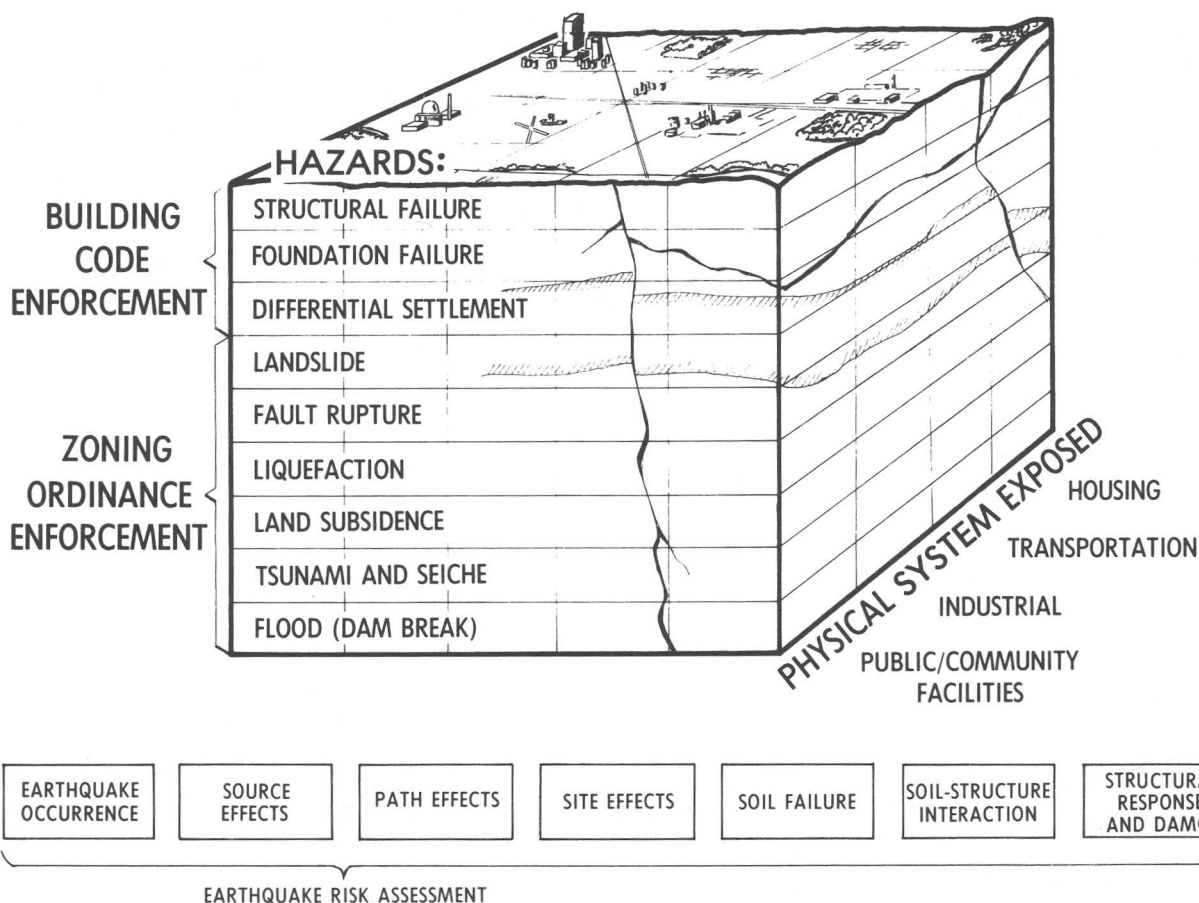 HAZARDS:
BUILDING
CODE
ENFORCEMENT
STRUCTURAL FAILURE
FOUNDATION FAILURE
DIFFERENTIAL SETTLEMENT
ZONING
ORDINANCE
ENFORCEMENT
LANDSLIDE
FAULT RUPTURE
LIQUEFACTION
LAND SUBSIDENCE
TSUNAMI AND SEICHE
FLOOD (DAM BREAK)
PHYSICAL SYSTEM EXPOSED
HOUSING
TRANSPORTATION
INDUSTRIAL
PUBLIC/COMMUNITY
FACILITIES
EARTHQUAKE
OCCURRENCE
SOURCE
EFFECTS
PATH EFFECTS
SITE EFFECTS
SOIL FAILURE
SOIL-STRUCTURE
INTERACTION
RESPONSE
AND
EARTHQUAKE RISK ASSESSMENT